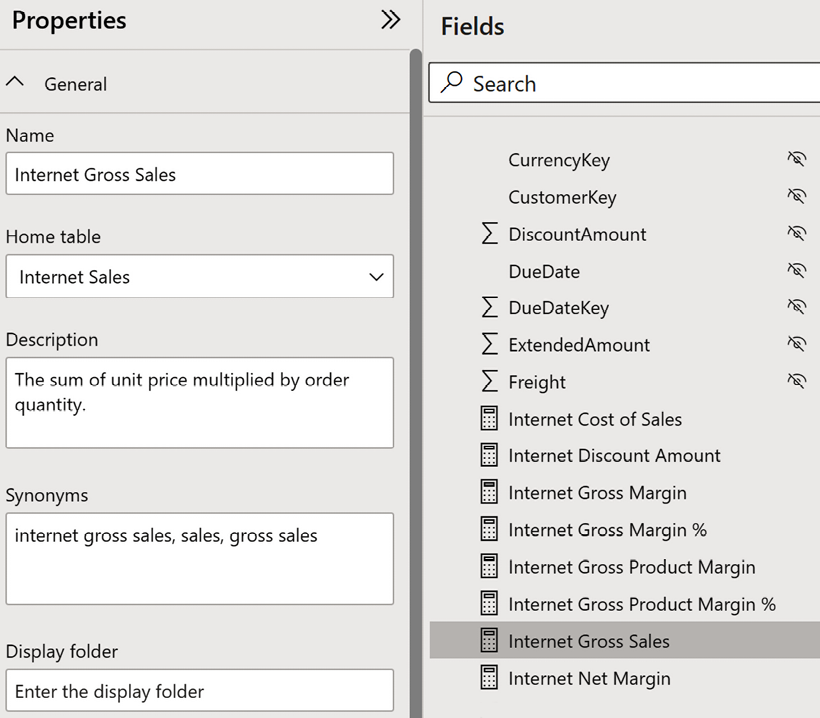 Properties
General
Name
Internet Gross Sales
Home table
Internet Sales
Description
The sum of unit price multiplied by order
quantity.
Synonyms
internet gross sales, sales, gross sales
Display folder
Enter the display folder
Fields
Search
CurrencyKey
CustomerKey
DiscountAmount
DueDate
DueDateKey
ExtendedAmount
Freight
Internet Cost of Sales
Internet Discount Amount
Internet Gross Margin
Internet Gross Margin %
Internet Gross Product Margin
Internet Gross Product Margin %
Internet Gross Sales
Internet Net Margin